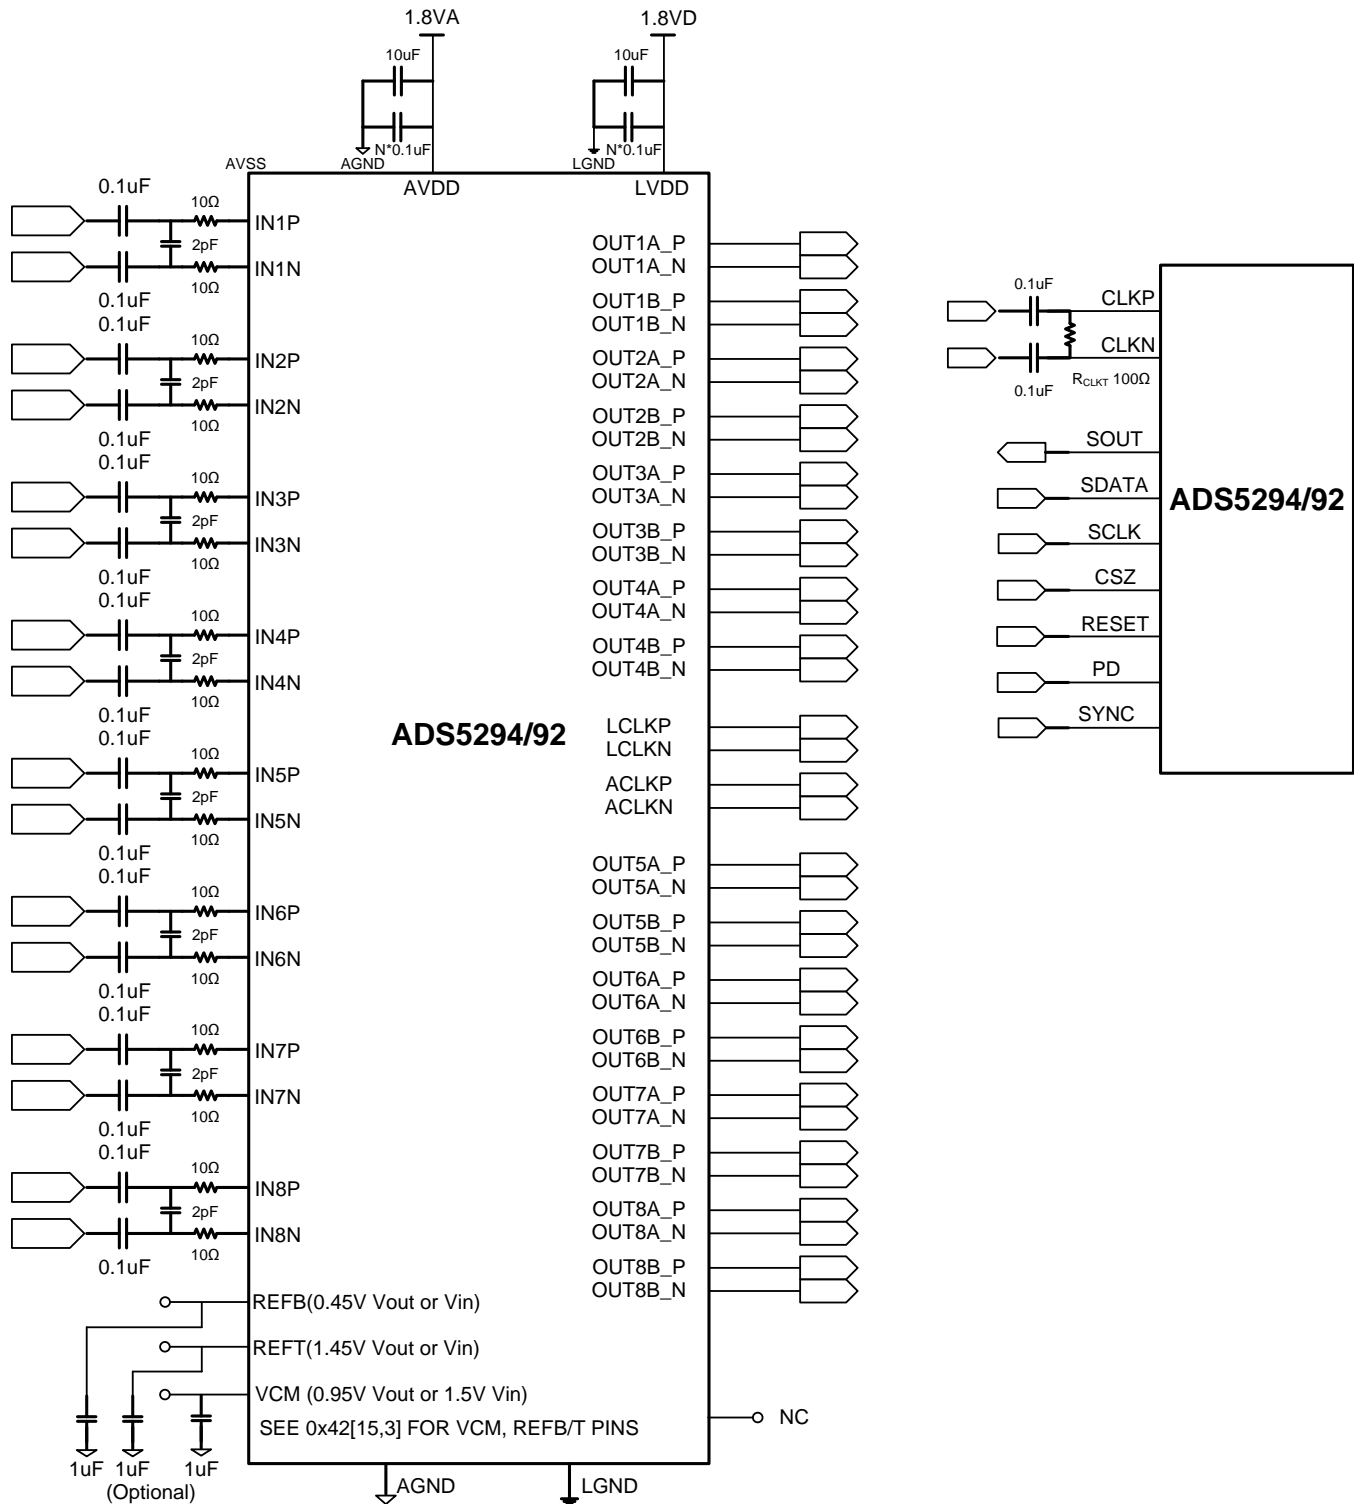 1.8VA
1.8VD
10uF
10uF
N*0.1uF
N*0.1uF
AVSS
AGND
LGND
AVDD
LVDD
0.1uF
10Ω
IN1P
2pF
IN1N
10Ω
0.1uF
0.1uF
10Ω
IN2P
2pF
IN2N
10Ω
0.1uF
0.1uF
10Ω
IN3P
2pF
IN3N
10Ω
0.1uF
0.1uF
10Ω
IN4P
2pF
IN4N
10Ω
0.1uF
0.1uF
10Ω
IN5P
2pF
IN5N
10Ω
0.1uF
0.1uF
10Ω
IN6P
2pF
IN6N
10Ω
0.1uF
0.1uF
10Ω
IN7P
2pF
IN7N
10Ω
0.1uF
0.1uF
10Ω
IN8P
2pF
IN8N
10Ω
0.1uF
REFB(0.45V Vout or Vin)
REFT(1.45V Vout or Vin)
VCM (0.95V Vout or 1.5V Vin)
SEE 0x42[15,3] FOR VCM, REFB/T PINS
1uF
1uF
1uF
(Optional)
AGND
LGND
ADS5294/92
OUT1A_P
OUT1A_N
OUT1B_P
OUT1B_N
OUT2A_P
OUT2A_N
OUT2B_P
OUT2B_N
OUT3A_P
OUT3A_N
OUT3B_P
OUT3B_N
OUT4A_P
OUT4A_N
OUT4B_P
OUT4B_N
LCLKP
LCLKN
ACLKP
ACLKN
OUT5A_P
OUT5A_N
OUT5B_P
OUT5B_N
OUT6A_P
OUT6A_N
OUT6B_P
OUT6B_N
OUT7A_P
OUT7A_N
OUT7B_P
OUT7B_N
OUT8A_P
OUT8A_N
OUT8B_P
OUT8B_N
NC
0.1uF
CLKP
CLKN
0.1uF
RCLKT 100Ω
SOUT
SDATA
SCLK
CSZ
RESET
PD
SYNC
ADS5294/92